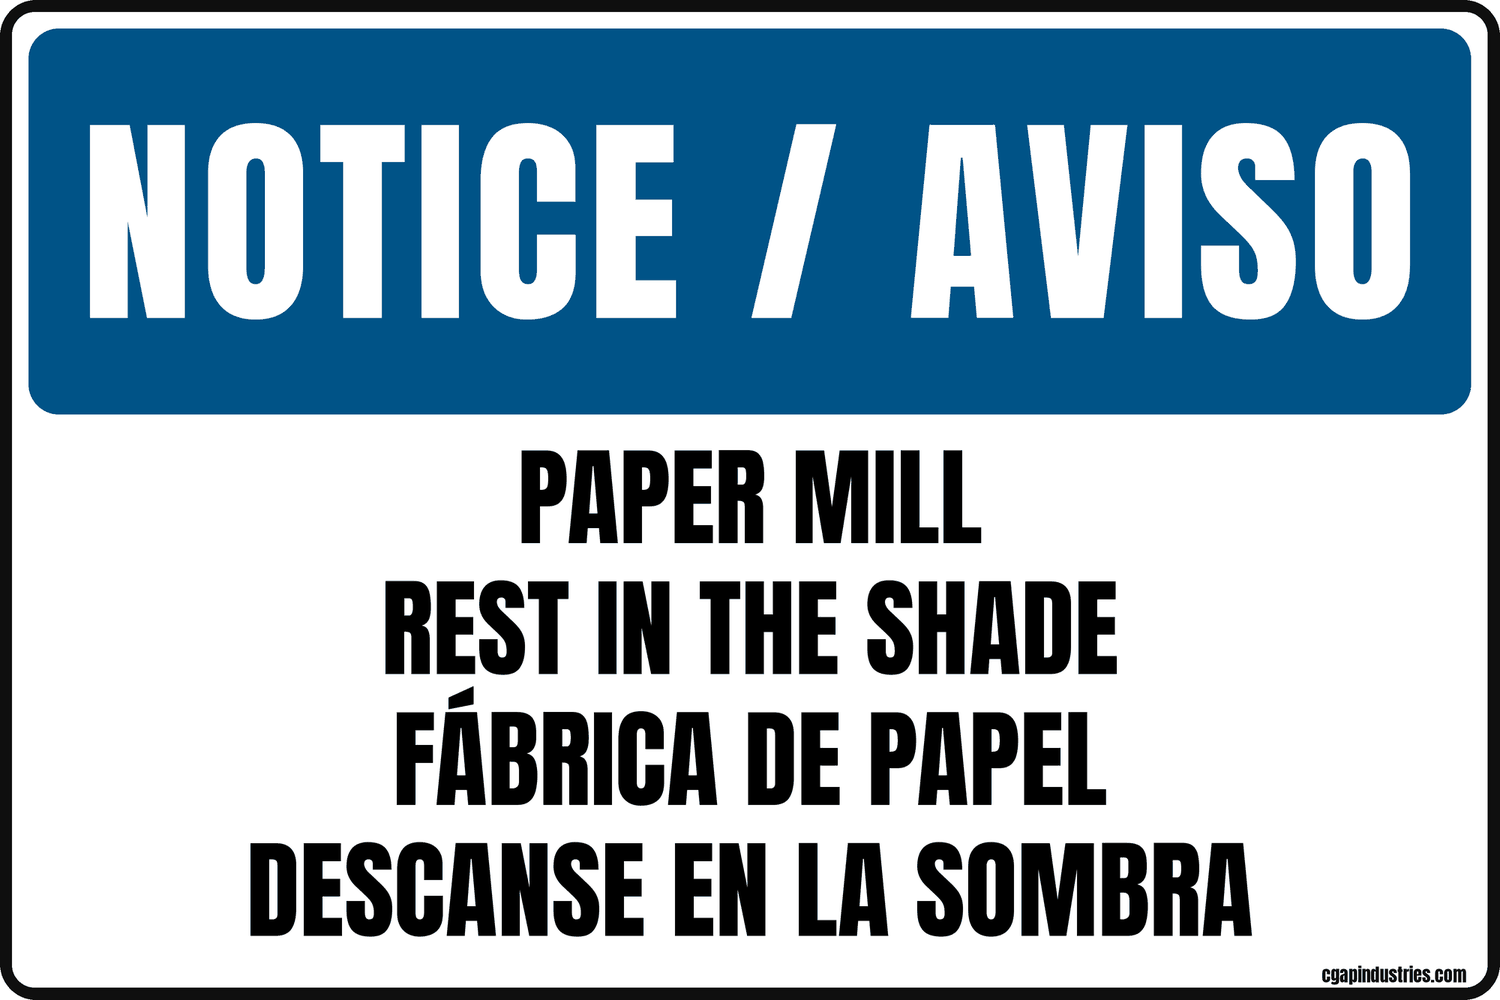 NOTICE / AVISO
PAPER MILL
REST IN THE SHADE
FÁBRICA DE PAPEL
DESCANSE EN LA SOMBRA
cgapindustries.com